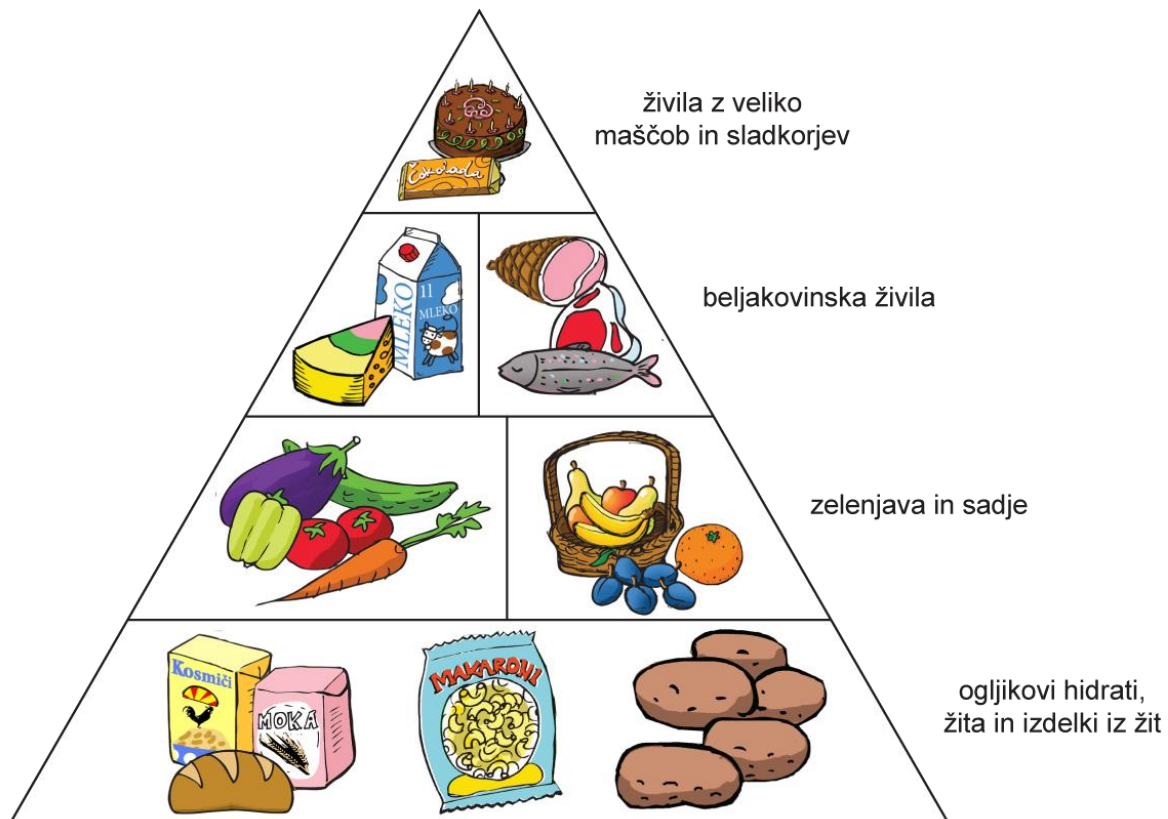 živila z veliko
maščob in sladkorjev
Čokolada
MLEKO
1l
MLEKO
beljakovinska živila
zelenjava in sadje
Kosmiči
MOKA
MAKARONI
ogljikovi hidrati,
žita in izdelki iz žit